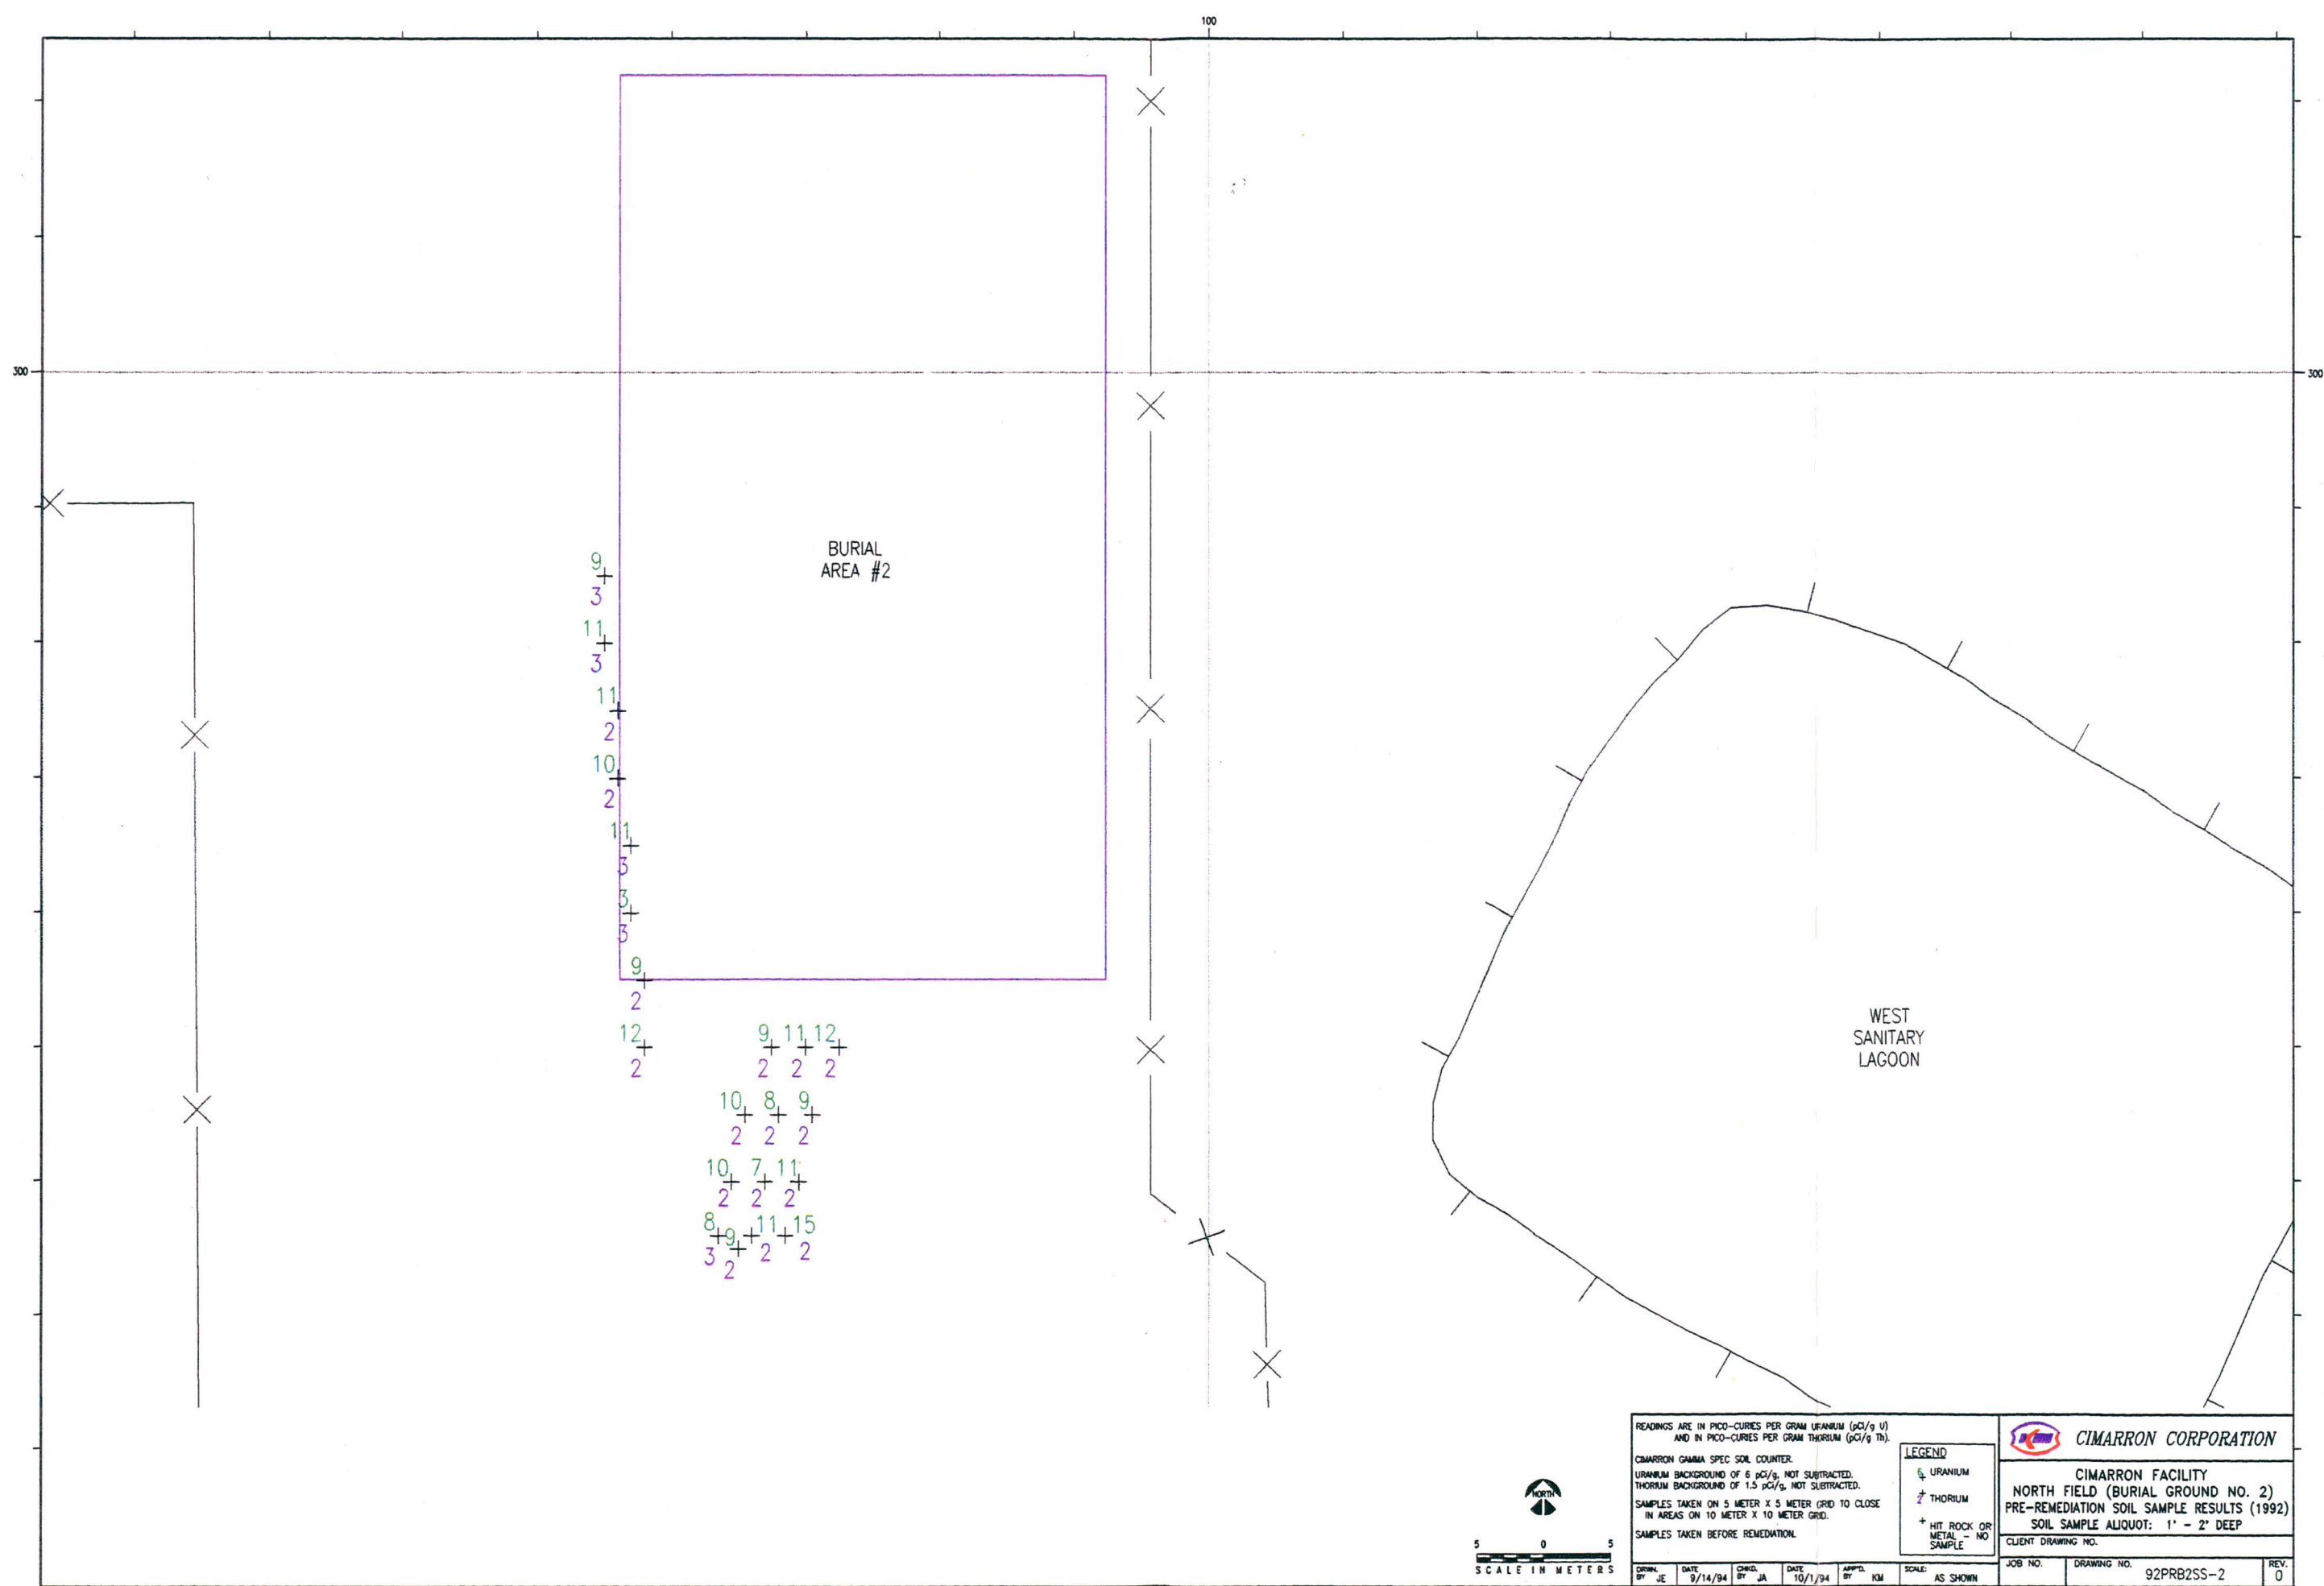 100
300
300
BURIAL
AREA #2
9
3
11
3
11
2
10
2
11
3
3
3
9
2
12
2
9 11 12
2 2 2
10 8 9
2 2 2
10 7 11
2 2 2
8 9 11 15
3 2 2 2
WEST
SANITARY
LAGOON
NORTH
5 0 5
SCALE IN METERS
READINGS ARE IN PICO-CURIES PER GRAM URANIUM (pCi/g U)
AND IN PICO-CURIES PER GRAM THORIUM (pCi/g Th).
CIMARRON GAMMA SPEC SOIL COUNTER.
URANIUM BACKGROUND OF 6 pCi/g, NOT SUBTRACTED.
THORIUM BACKGROUND OF 1.5 pCi/g, NOT SUBTRACTED.
SAMPLES TAKEN ON 5 METER X 5 METER GRID TO CLOSE
IN AREAS ON 10 METER X 10 METER GRID.
SAMPLES TAKEN BEFORE REMEDIATION.
LEGEND
6 URANIUM
2 THORIUM
HIT ROCK OR
METAL - NO
SAMPLE
CIMARRON CORPORATION
CIMARRON FACILITY
NORTH FIELD (BURIAL GROUND NO. 2)
PRE-REMEDIATION SOIL SAMPLE RESULTS (1992)
SOIL SAMPLE ALIQUOT: 1' - 2' DEEP
CLIENT DRAWING NO.
DRWN. BY JE DATE 9/14/94 CHKD. BY JA DATE 10/1/94 APP'D. BY KM SCALE: AS SHOWN
JOB NO. DRAWING NO. 92PRB2SS-2 REV. 0